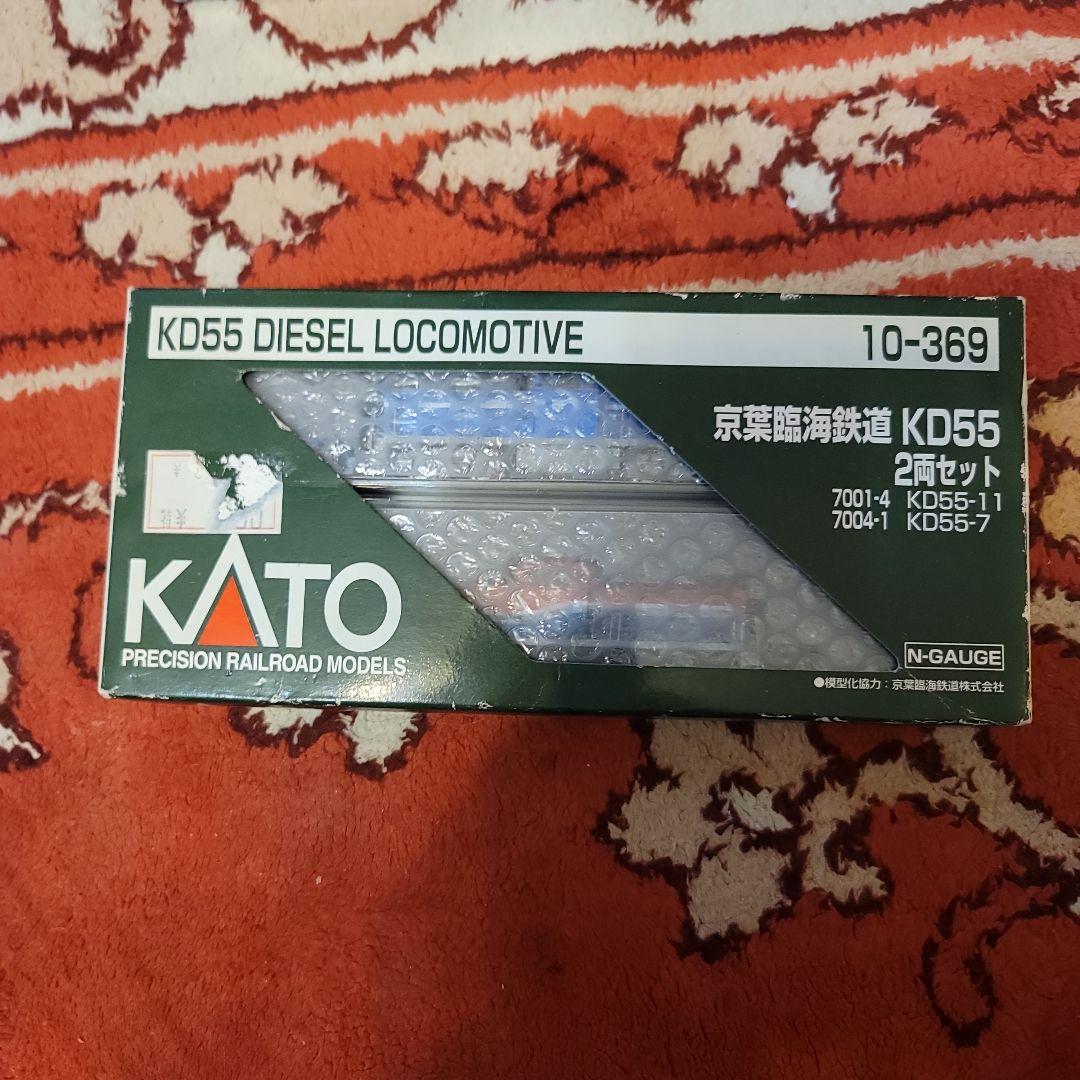 KD55 DIESEL LOCOMOTIVE 10-369
京葉臨海鉄道 KD55
2両セット
7001-4 KD55-11
7004-1 KD55-7
KATO
PRECISION RAILROAD MODELS
N-GAUGE
●模型化協力：京葉臨海鉄道株式会社